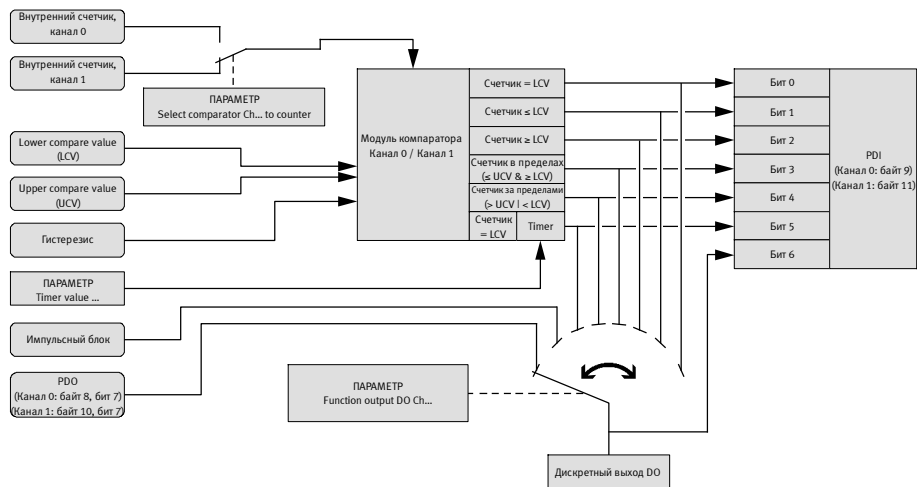 Внутренний счетчик,
канал 0
Внутренний счетчик,
канал 1
ПАРАМЕТР
Select comparator Ch... to counter
Lower compare value
(LCV)
Upper compare value
(UCV)
Гистерезис
ПАРАМЕТР
Timer value ...
Импульсный блок
PDO
(Канал 0: байт 8, бит 7)
(Канал 1: байт 10, бит 7)
Модуль компаратора
Канал 0 / Канал 1
Счетчик = LCV
Счетчик ≤ LCV
Счетчик ≥ LCV
Счетчик в пределах
(≤ UCV & ≥ LCV)
Счетчик за пределами
(> UCV | < LCV)
Счетчик
= LCV
Timer
Бит 0
Бит 1
Бит 2
Бит 3
Бит 4
Бит 5
Бит 6
PDI
(Канал 0: байт 9)
(Канал 1: байт 11)
ПАРАМЕТР
Function output DO Ch...
Дискретный выход DO